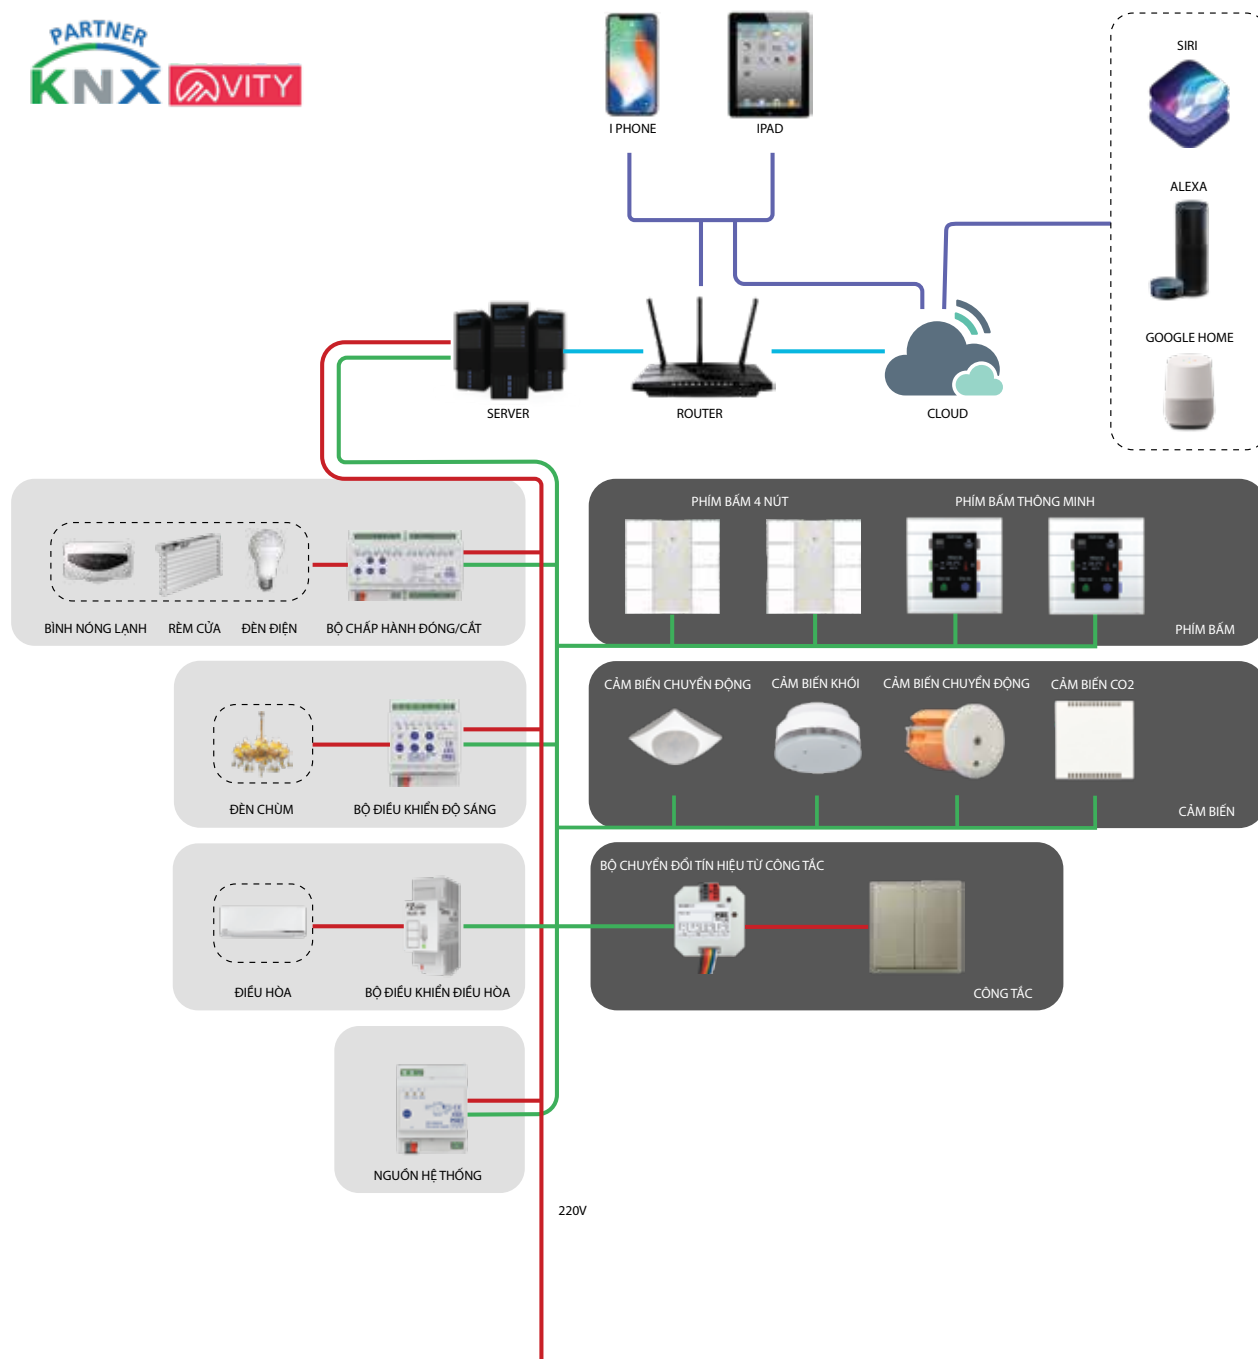 PARTNER
KNX VITY
I PHONE
IPAD
SIRI
ALEXA
GOOGLE HOME
SERVER
ROUTER
CLOUD
BÌNH NÓNG LẠNH
RÈM CỬA
ĐÈN ĐIỆN
BỘ CHẤP HÀNH ĐÓNG/CẮT
PHÍM BẤM 4 NÚT
PHÍM BẤM THÔNG MINH
PHÍM BẤM
ĐÈN CHÙM
BỘ ĐIỀU KHIỂN ĐỘ SÁNG
CẢM BIẾN CHUYỂN ĐỘNG
CẢM BIẾN KHÓI
CẢM BIẾN CHUYỂN ĐỘNG
CẢM BIẾN CO2
CẢM BIẾN
ĐIỀU HÒA
BỘ ĐIỀU KHIỂN ĐIỀU HÒA
BỘ CHUYỂN ĐỔI TÍN HIỆU TỪ CÔNG TẮC
CÔNG TẮC
NGUỒN HỆ THỐNG
220V